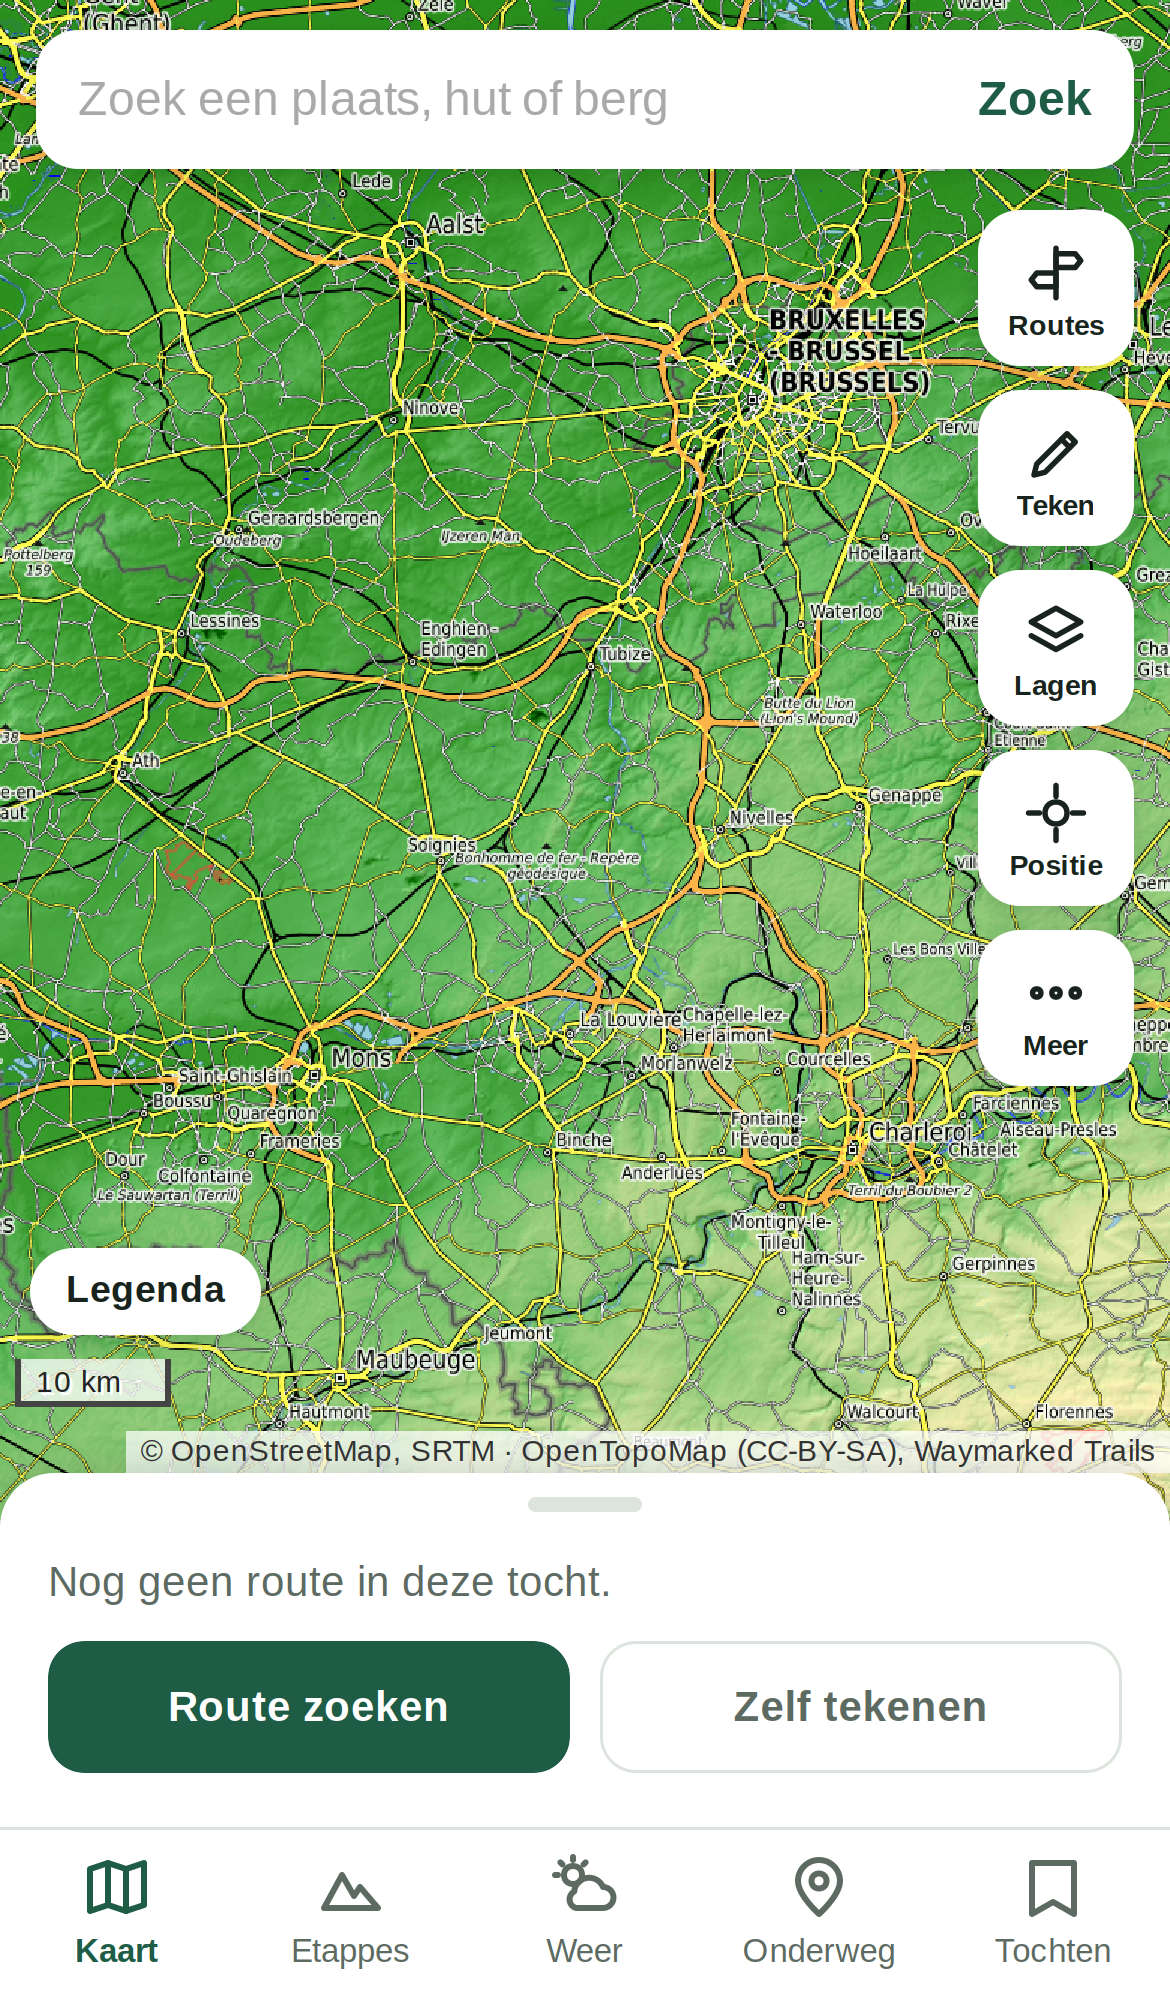 (Ghent)
Zele
Zoek een plaats, hut of berg
Zoek
Lede
Aalst
Routes
BRUXELLES
- BRUSSEL
(BRUSSELS)
Ninove
Teken
Geraardsbergen
Oudeberg
IJzeren Man
Pottelberg
159
Hoeilaart
La Hulpe
Lessines
Waterloo
Enghien -
Edingen
Tubize
Lagen
Butte du Lion
(Lion's Mound)
Etienne
Ath
Genappe
Nivelles
Soignies
Bonhomme de fer - Repère
géodésique
Positie
Les Bons Ville
La Louvière
Chapelle-lez-
Herlaimont
Meer
Mons
Morlanwelz
Courcelles
Saint-Ghislain
Boussu
Quaregnon
Farciennes
Fontaine-
l'Évêque
Charleroi
Aiseau-Presles
Frameries
Binche
Châtelet
Dour
Colfontaine
Anderlues
Le Sauwartan (Terril)
Terril du Boubier 2
Montigny-le-
Tilleul
Ham-sur-
Heure-
Nalinnes
Gerpinnes
Legenda
Jeumont
Maubeuge
10 km
Hautmont
Walcourt
Florennes
© OpenStreetMap, SRTM · OpenTopoMap (CC-BY-SA), Waymarked Trails
Nog geen route in deze tocht.
Route zoeken
Zelf tekenen
Kaart
Etappes
Weer
Onderweg
Tochten